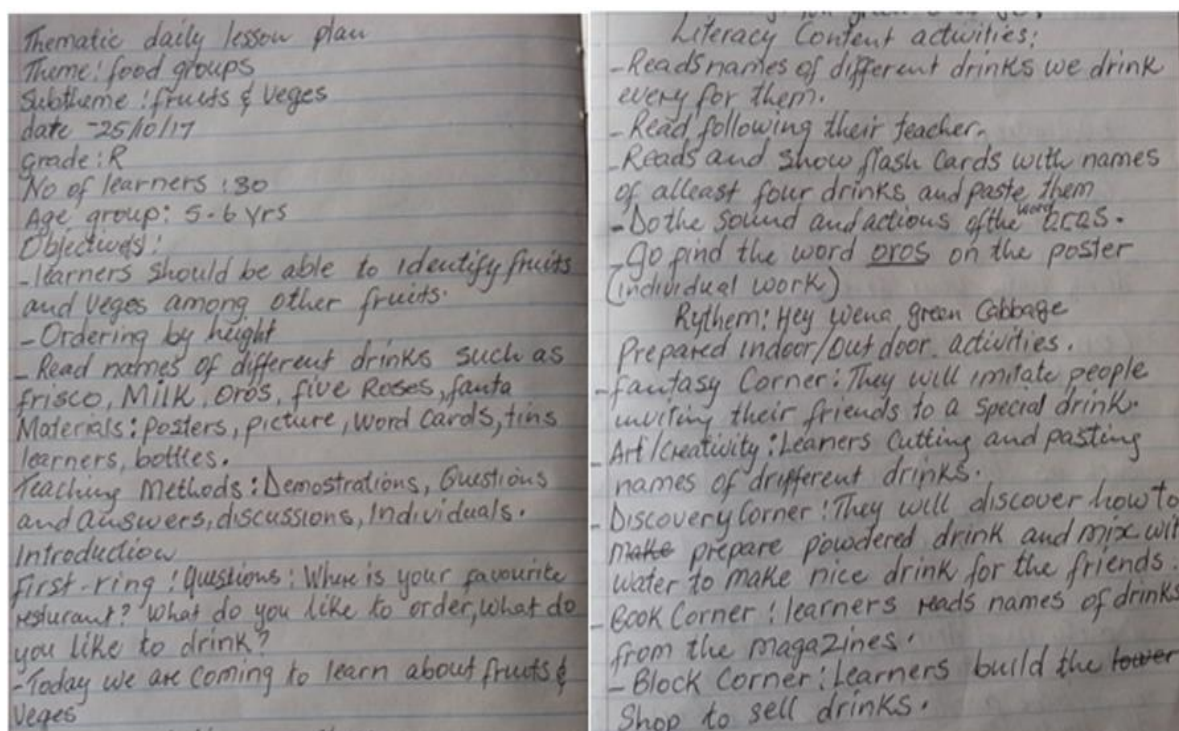 Thematic daily lesson plan
Theme: food groups
Subtheme: fruits & veges
date -25/10/17
grade: R
No of learners: 30
Age group: 5-6 yrs
Objectives:
- learners should be able to identify fruits
and veges among other fruits.
- Ordering by height
- Read names of different drinks such as
frisco, Milk, oros, five Roses, fanta
Materials: posters, picture, word cards, tins
learners, bottles.
Teaching Methods: Demostrations, Questions
and answers, discussions, Individuals.
Introduction
First-ring: Questions: Where is your favourite
resturant? What do you like to order, what do
you like to drink?
- Today we are coming to learn about fruits &
veges
Literacy Content activities:
- Reads names of different drinks we drink
every for them.
- Read following their teacher.
- Reads and show flash cards with names
of atleast four drinks and paste them
- Do the sound and actions of the word
- Go find the word oros on the poster
(individual work)
Rythem: Hey wena green Cabbage
Prepared indoor/out door activities.
- fantasy Corner: They will imitate people
inviting their friends to a special drink.
- Art/Creativity: Learners cutting and pasting
names of drifferent drinks.
- Discovery Corner: They will discover how to
make prepare powdered drink and mix wit
water to make nice drink for the friends.
- Book Corner: learners reads names of drinks
from the magazines.
- Block Corner: Learners build the tower
Shop to sell drinks.